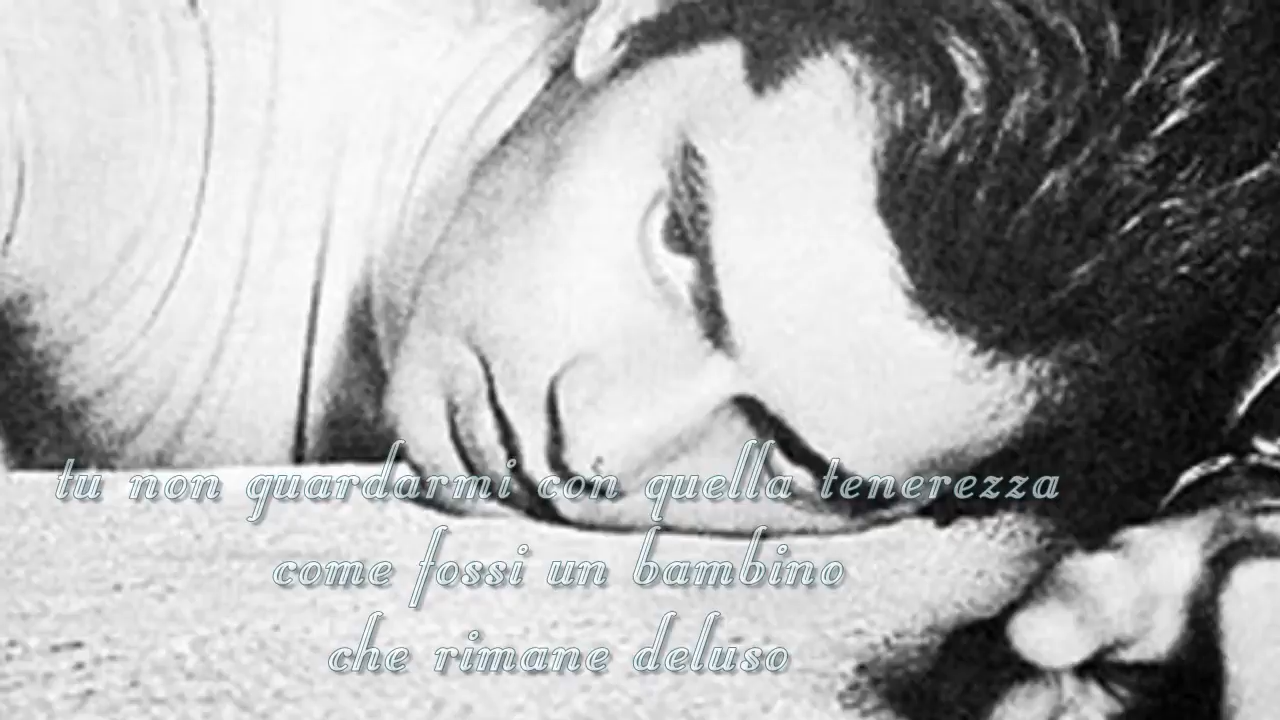 tu non guardarmi con quella tenerezza
come fossi un bambino
che rimane deluso